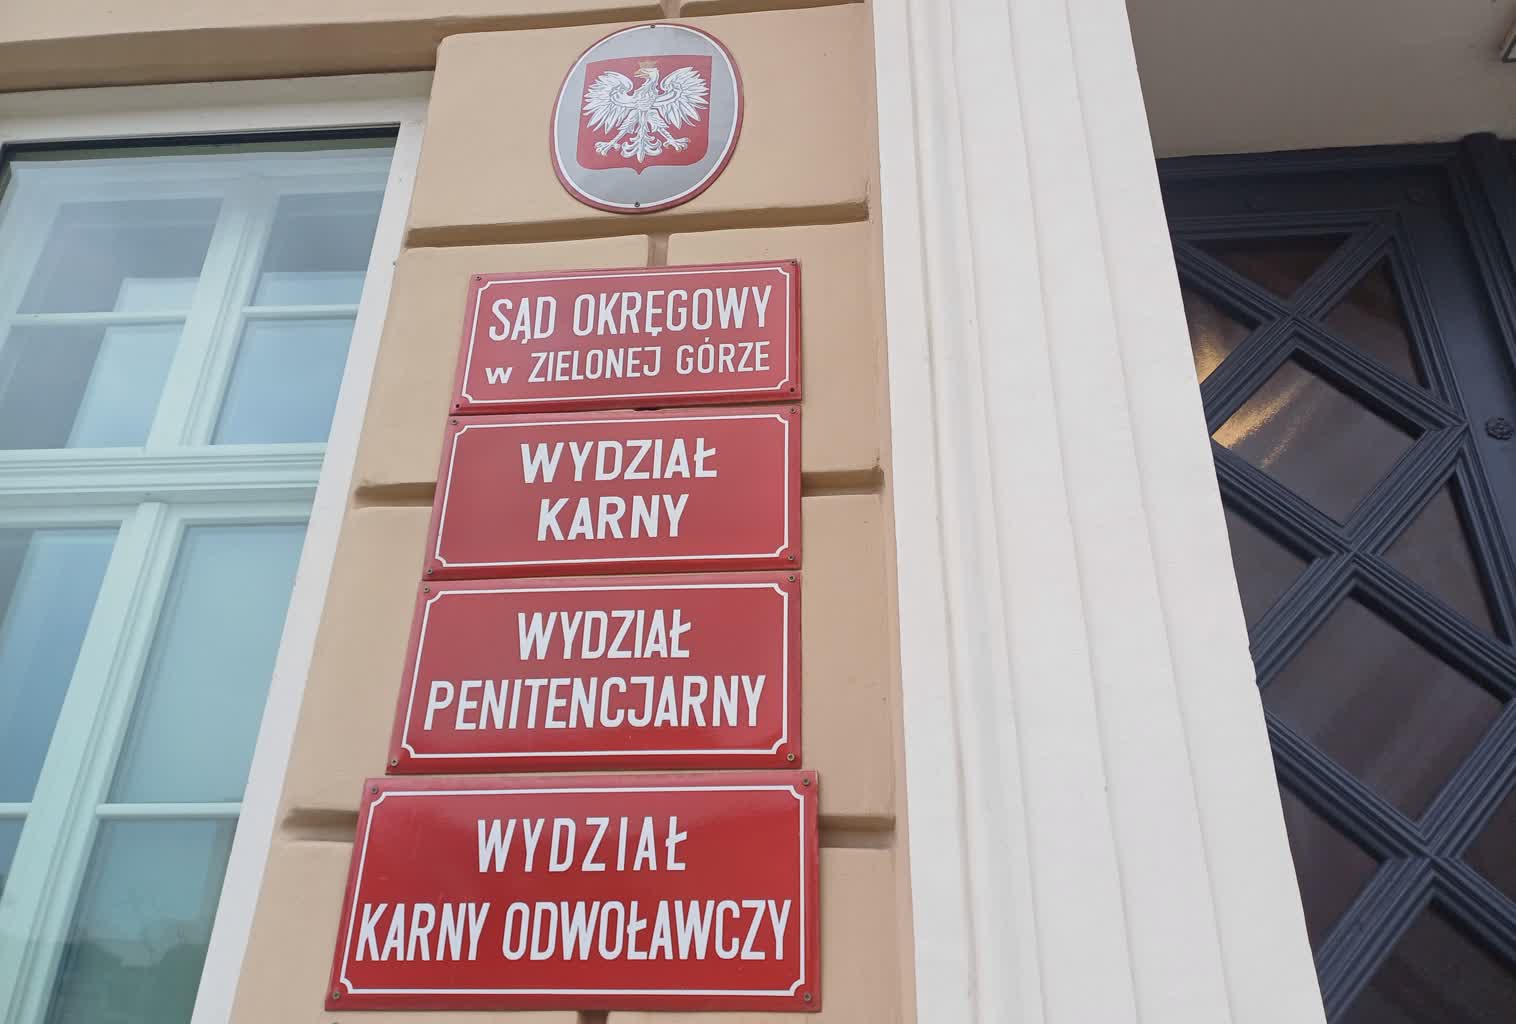 SĄD OKRĘGOWY
w ZIELONEJ GÓRZE
WYDZIAŁ
KARNY
WYDZIAŁ
PENITENCJARNY
WYDZIAŁ
KARNY ODWOŁAWCZY